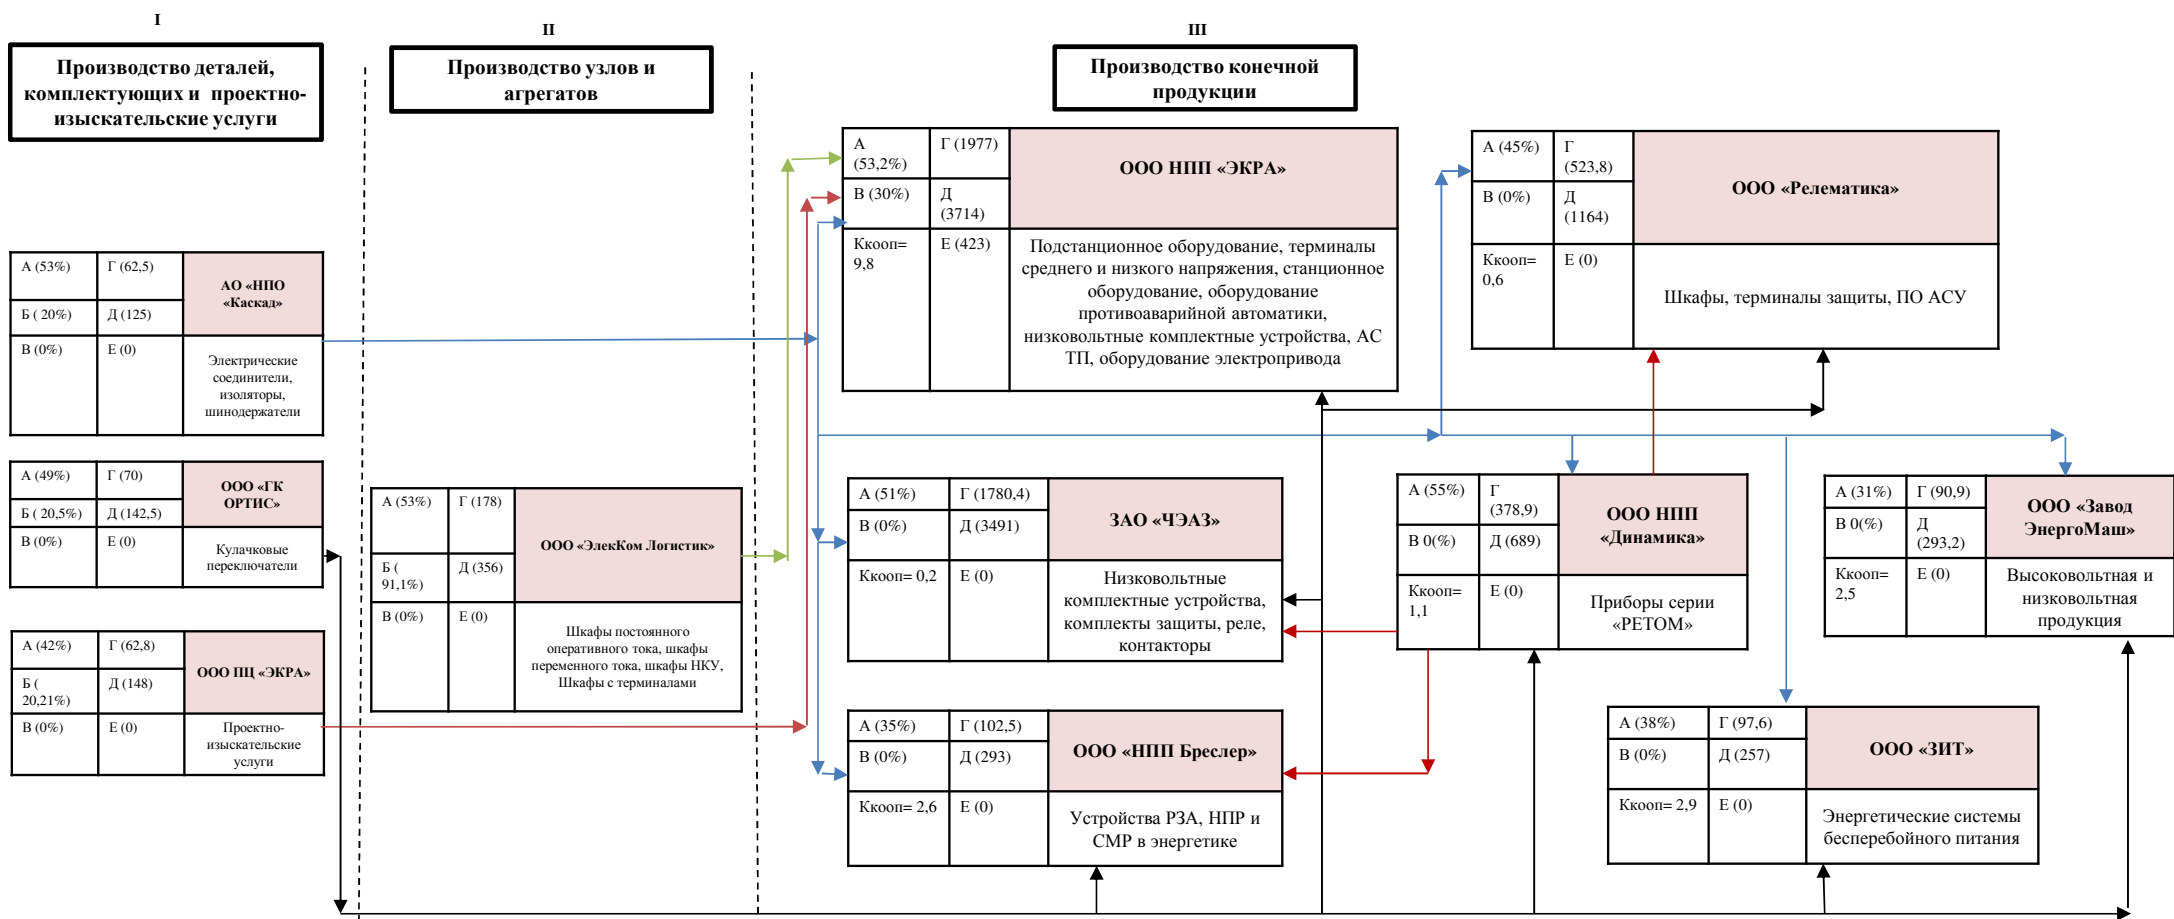 I
Производство деталей,
комплектующих и проектно-
изыскательские услуги
II
Производство узлов и
агрегатов
III
Производство конечной
продукции
А (53%)
Г (62,5)
АО «НПО
«Каскад»
Б ( 20%)
Д (125)
В (0%)
Е (0)
Электрические
соединители,
изоляторы,
шинодержатели
А (49%)
Г (70)
ООО «ГК
ОРТИС»
Б ( 20,5%)
Д (142,5)
В (0%)
Е (0)
Кулачковые
переключатели
А (42%)
Г (62,8)
ООО ПЦ «ЭКРА»
Б (
20,21%)
Д (148)
В (0%)
Е (0)
Проектно-
изыскательские
услуги
А (53%)
Г (178)
ООО «ЭлекКом Логистик»
Б (
91,1%)
Д (356)
В (0%)
Е (0)
Шкафы постоянного
оперативного тока, шкафы
переменного тока, шкафы НКУ,
Шкафы с терминалами
А
(53,2%)
Г (1977)
ООО НПП «ЭКРА»
В (30%)
Д
(3714)
Ккооп=
9,8
Е (423)
Подстанционное оборудование, терминалы
среднего и низкого напряжения, станционное
оборудование, оборудование
противоаварийной автоматики,
низковольтные комплектные устройства, АС
ТП, оборудование электропривода
А (45%)
Г
(523,8)
ООО «Релематика»
В (0%)
Д
(1164)
Ккооп=
0,6
Е (0)
Шкафы, терминалы защиты, ПО АСУ
А (51%)
Г (1780,4)
ЗАО «ЧЭАЗ»
В (0%)
Д (3491)
Ккооп= 0,2
Е (0)
Низковольтные
комплектные устройства,
комплекты защиты, реле,
контакторы
А (55%)
Г
(378,9)
ООО НПП
«Динамика»
В 0(%)
Д (689)
Ккооп=
1,1
Е (0)
Приборы серии
«РЕТОМ»
А (31%)
Г (90,9)
ООО «Завод
ЭнергоМаш»
В 0(%)
Д
(293,2)
Ккооп=
2,5
Е (0)
Высоковольтная и
низковольтная
продукция
А (35%)
Г (102,5)
ООО «НПП Бреслер»
В (0%)
Д (293)
Ккооп= 2,6
Е (0)
Устройства РЗА, НПР и
СМР в энергетике
А (38%)
Г (97,6)
ООО «ЗИТ»
В (0%)
Д (257)
Ккооп= 2,9
Е (0)
Энергетические системы
бесперебойного питания